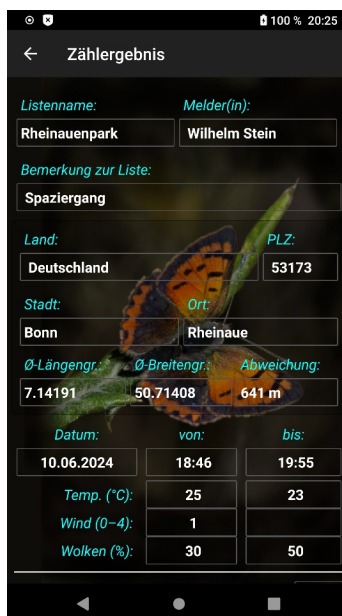 100 % 20:25
Zählergebnis
Listenname: Melder(in):
Rheinauenpark Wilhelm Stein
Bemerkung zur Liste:
Spaziergang
Land: PLZ:
Deutschland 53173
Stadt: Ort:
Bonn Rheinaue
Ø-Längengr.: Ø-Breitengr.: Abweichung:
7.14191 50.71408 641 m
Datum: von: bis:
10.06.2024 18:46 19:55
Temp. (°C): 25 23
Wind (0–4): 1
Wolken (%): 30 50